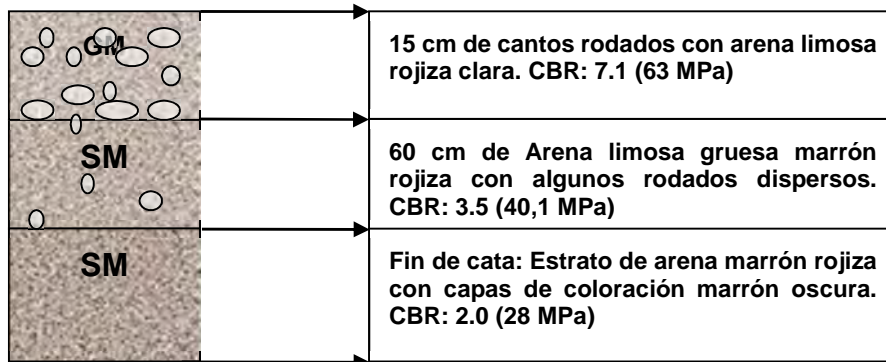 GM
15 cm de cantos rodados con arena limosa
rojiza clara. CBR: 7.1 (63 MPa)
SM
60 cm de Arena limosa gruesa marrón
rojiza con algunos rodados dispersos.
CBR: 3.5 (40,1 MPa)
SM
Fin de cata: Estrato de arena marrón rojiza
con capas de coloración marrón oscura.
CBR: 2.0 (28 MPa)